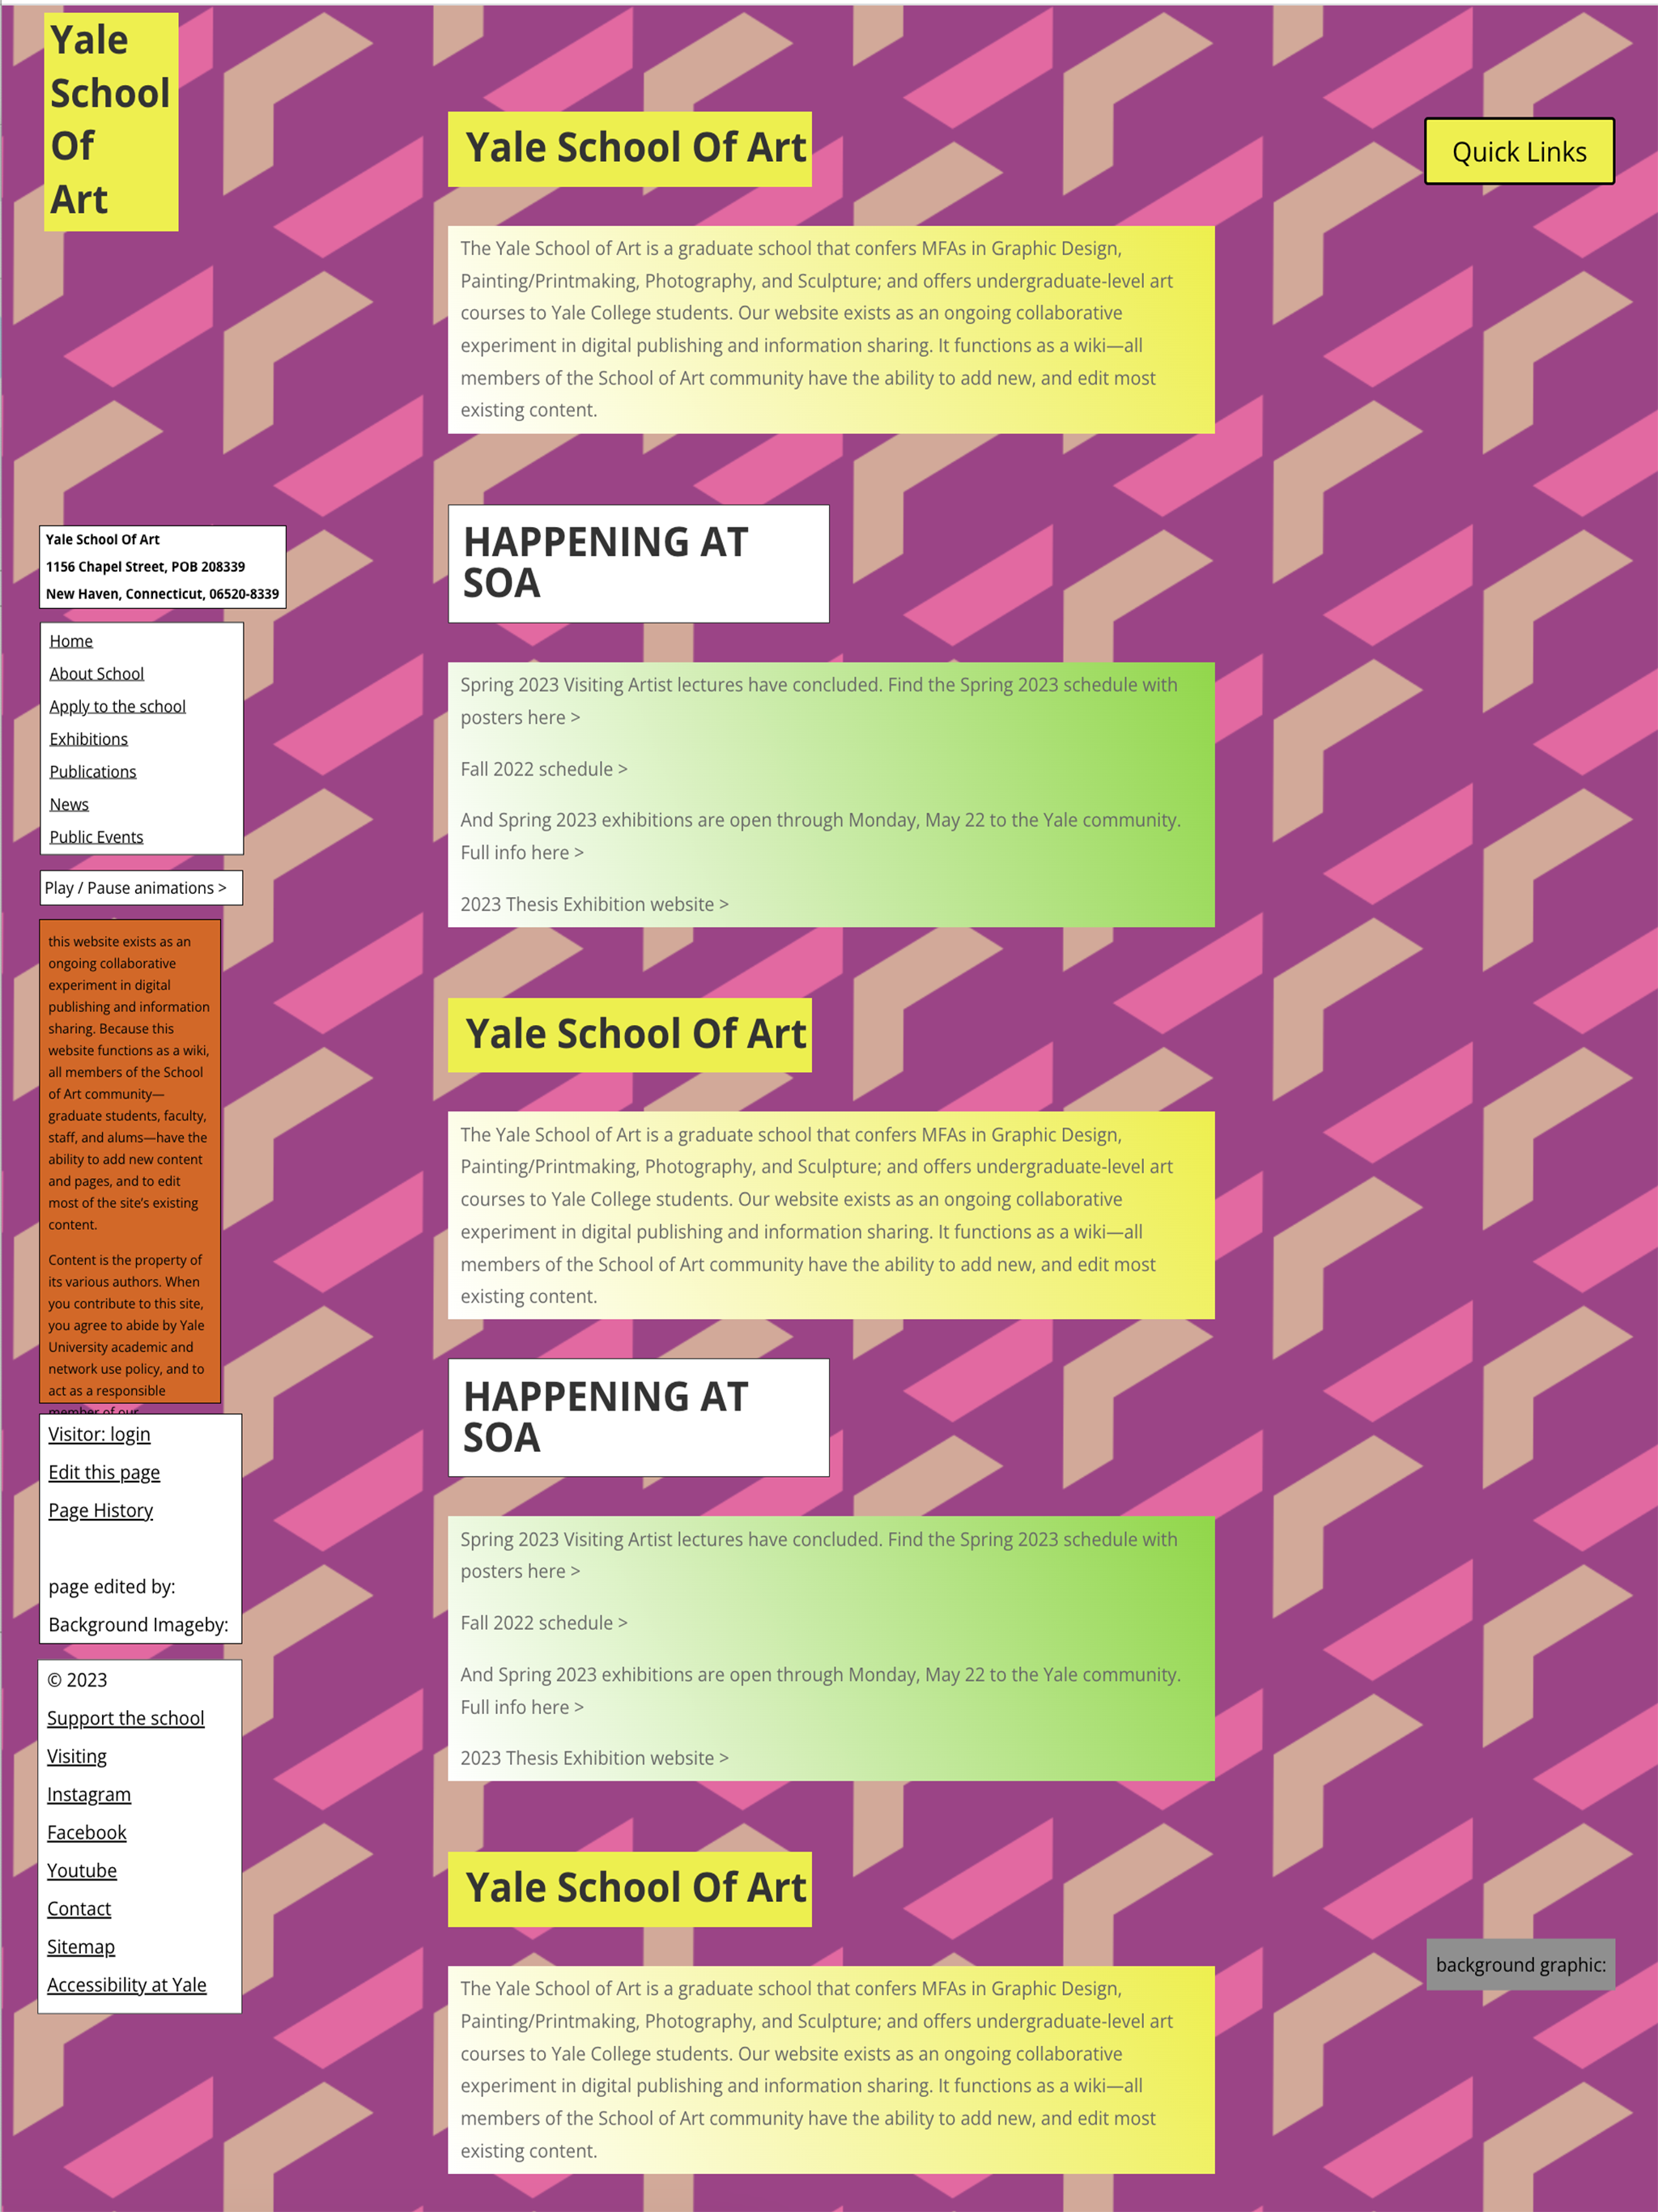 Yale
School
Of
Art
Yale School Of Art
1156 Chapel Street, POB 208339
New Haven, Connecticut, 06520-8339
Home
About School
Apply to the school
Exhibitions
Publications
News
Public Events
Play / Pause animations >
this website exists as an
ongoing collaborative
experiment in digital
publishing and information
sharing. Because this
website functions as a wiki,
all members of the School
of Art community—
graduate students, faculty,
staff, and alums—have the
ability to add new content
and pages, and to edit
most of the site's existing
content.
Content is the property of
its various authors. When
you contribute to this site,
you agree to abide by Yale
University academic and
network use policy, and to
act as a responsible
member of our
Visitor: login
Edit this page
Page History
page edited by:
Background Imageby:
© 2023
Support the school
Visiting
Instagram
Facebook
Youtube
Contact
Sitemap
Accessibility at Yale
Yale School Of Art
The Yale School of Art is a graduate school that confers MFAs in Graphic Design,
Painting/Printmaking, Photography, and Sculpture; and offers undergraduate-level art
courses to Yale College students. Our website exists as an ongoing collaborative
experiment in digital publishing and information sharing. It functions as a wiki—all
members of the School of Art community have the ability to add new, and edit most
existing content.
HAPPENING AT
SOA
Spring 2023 Visiting Artist lectures have concluded. Find the Spring 2023 schedule with
posters here >
Fall 2022 schedule >
And Spring 2023 exhibitions are open through Monday, May 22 to the Yale community.
Full info here >
2023 Thesis Exhibition website >
Yale School Of Art
The Yale School of Art is a graduate school that confers MFAs in Graphic Design,
Painting/Printmaking, Photography, and Sculpture; and offers undergraduate-level art
courses to Yale College students. Our website exists as an ongoing collaborative
experiment in digital publishing and information sharing. It functions as a wiki—all
members of the School of Art community have the ability to add new, and edit most
existing content.
HAPPENING AT
SOA
Spring 2023 Visiting Artist lectures have concluded. Find the Spring 2023 schedule with
posters here >
Fall 2022 schedule >
And Spring 2023 exhibitions are open through Monday, May 22 to the Yale community.
Full info here >
2023 Thesis Exhibition website >
Yale School Of Art
The Yale School of Art is a graduate school that confers MFAs in Graphic Design,
Painting/Printmaking, Photography, and Sculpture; and offers undergraduate-level art
courses to Yale College students. Our website exists as an ongoing collaborative
experiment in digital publishing and information sharing. It functions as a wiki—all
members of the School of Art community have the ability to add new, and edit most
existing content.
Quick Links
background graphic: